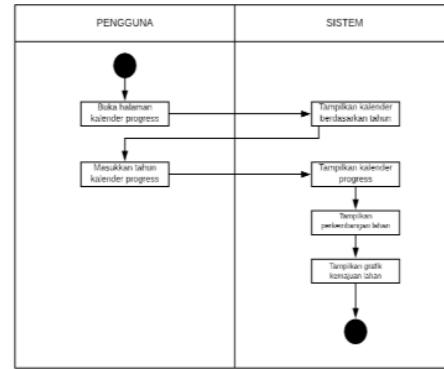 PENGGUNA
SISTEM
Buka halaman
kalender progress
Tampilkan kalender
berdasarkan tahun
Masukkan tahun
kalender progress
Tampilkan kalender
progress
Tampilkan
perkembangan lahan
Tampilkan grafik
kemajuan lahan